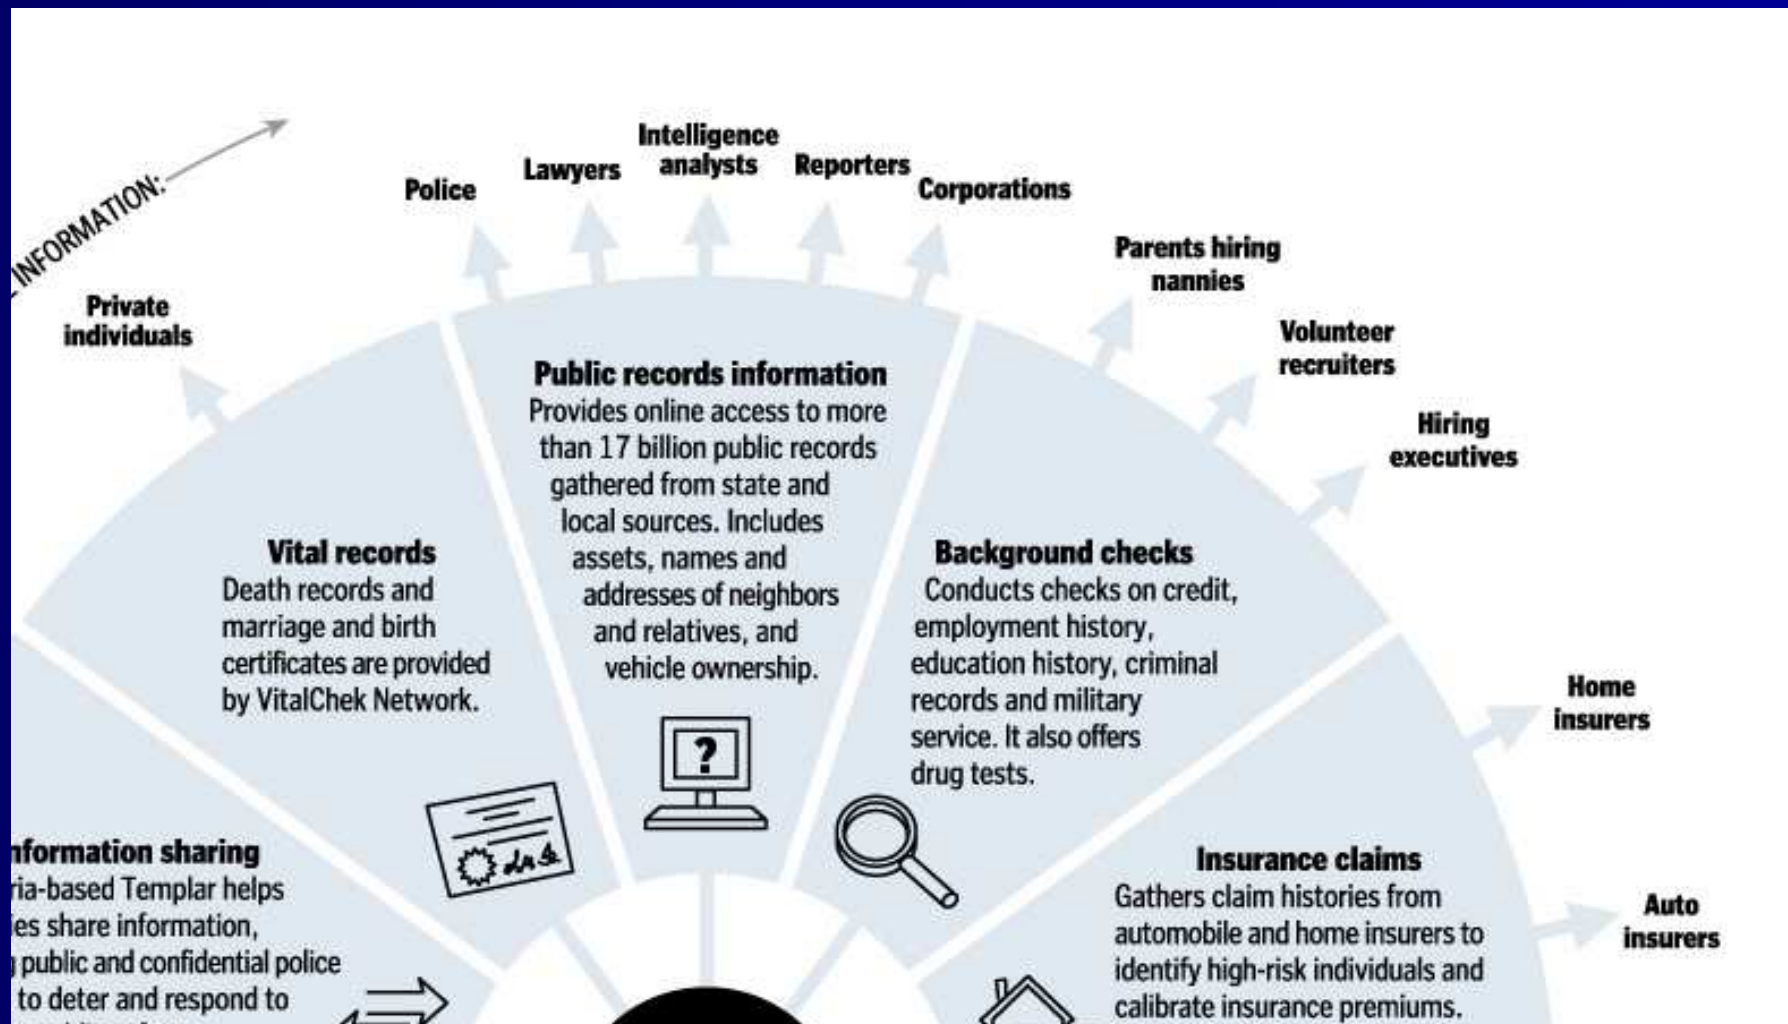 INFORMATION:
Private
individuals
Police
Lawyers
Intelligence
analysts
Reporters
Corporations
Parents hiring
nannies
Volunteer
recruiters
Hiring
executives
Home
insurers
Auto
insurers
Vital records
Death records and
marriage and birth
certificates are provided
by VitalChek Network.
Public records information
Provides online access to more
than 17 billion public records
gathered from state and
local sources. Includes
assets, names and
addresses of neighbors
and relatives, and
vehicle ownership.
?
Background checks
Conducts checks on credit,
employment history,
education history, criminal
records and military
service. It also offers
drug tests.
nformation sharing
ria-based Templar helps
ies share information,
public and confidential police
to deter and respond to
Insurance claims
Gathers claim histories from
automobile and home insurers to
identify high-risk individuals and
calibrate insurance premiums.